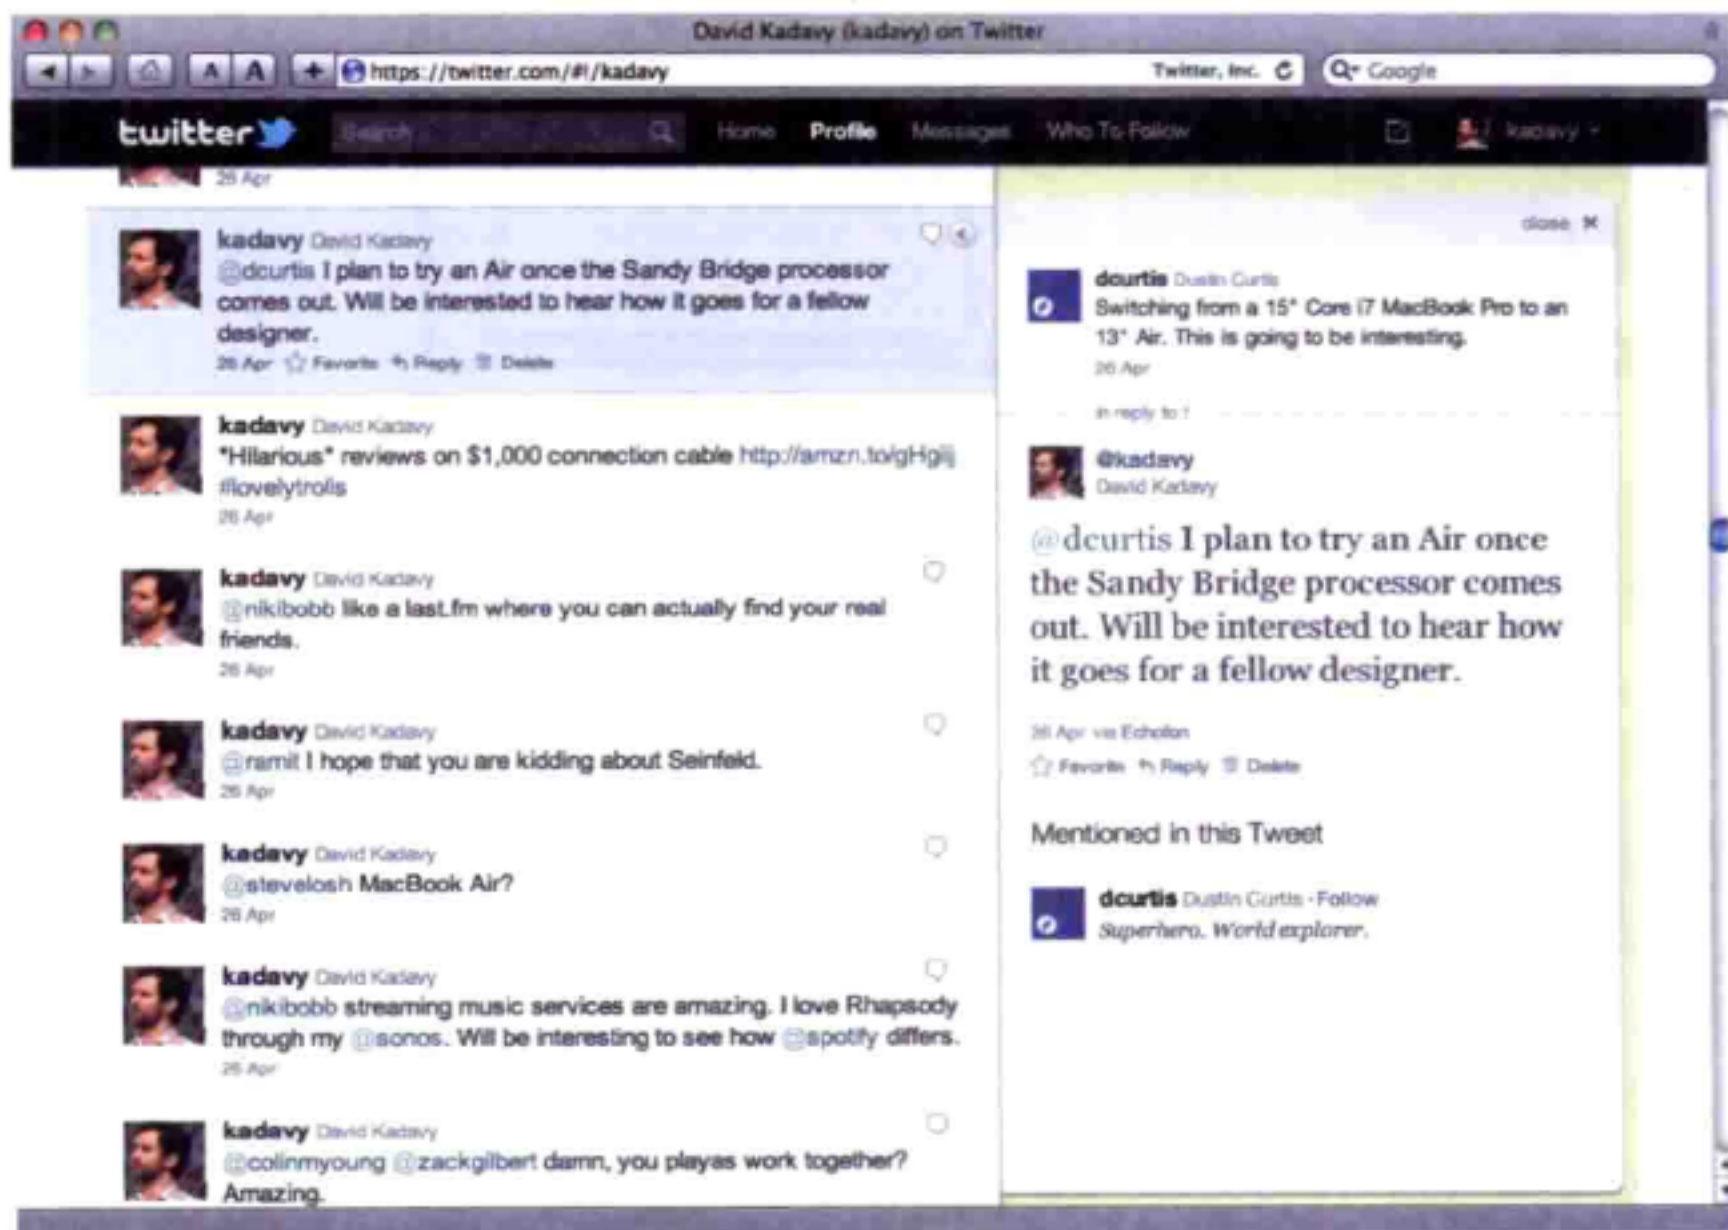 David Kadavy (kadavy) on Twitter
A A + https://twitter.com/#!/kadavy Twitter, Inc. Google
twitter Search Home Profile Messages Who To Follow kadavy
26 Apr
kadavy David Kadavy
@dcurtis I plan to try an Air once the Sandy Bridge processor
comes out. Will be interested to hear how it goes for a fellow
designer.
26 Apr Favorite Reply Delete
kadavy David Kadavy
*Hilarious* reviews on $1,000 connection cable
#lovelytrolls
26 Apr
kadavy David Kadavy
@nikibobb like a last.fm where you can actually find your real
friends.
26 Apr
kadavy David Kadavy
@ramit I hope that you are kidding about Seinfeld.
26 Apr
kadavy David Kadavy
@stevelosh MacBook Air?
26 Apr
kadavy David Kadavy
@nikibobb streaming music services are amazing. I love Rhapsody
through my @sonos. Will be interesting to see how @spotify differs.
26 Apr
kadavy David Kadavy
@colinmyoung @zackgilbert damn, you playas work together?
Amazing.
close ×
dcurtis Dustin Curtis
Switching from a 15" Core i7 MacBook Pro to an
13" Air. This is going to be interesting.
26 Apr
in reply to ↑
@kadavy
David Kadavy
@dcurtis I plan to try an Air once
the Sandy Bridge processor comes
out. Will be interested to hear how
it goes for a fellow designer.
26 Apr via Echofon
Favorite Reply Delete
Mentioned in this Tweet
dcurtis Dustin Curtis · Follow
Superhero. World explorer.